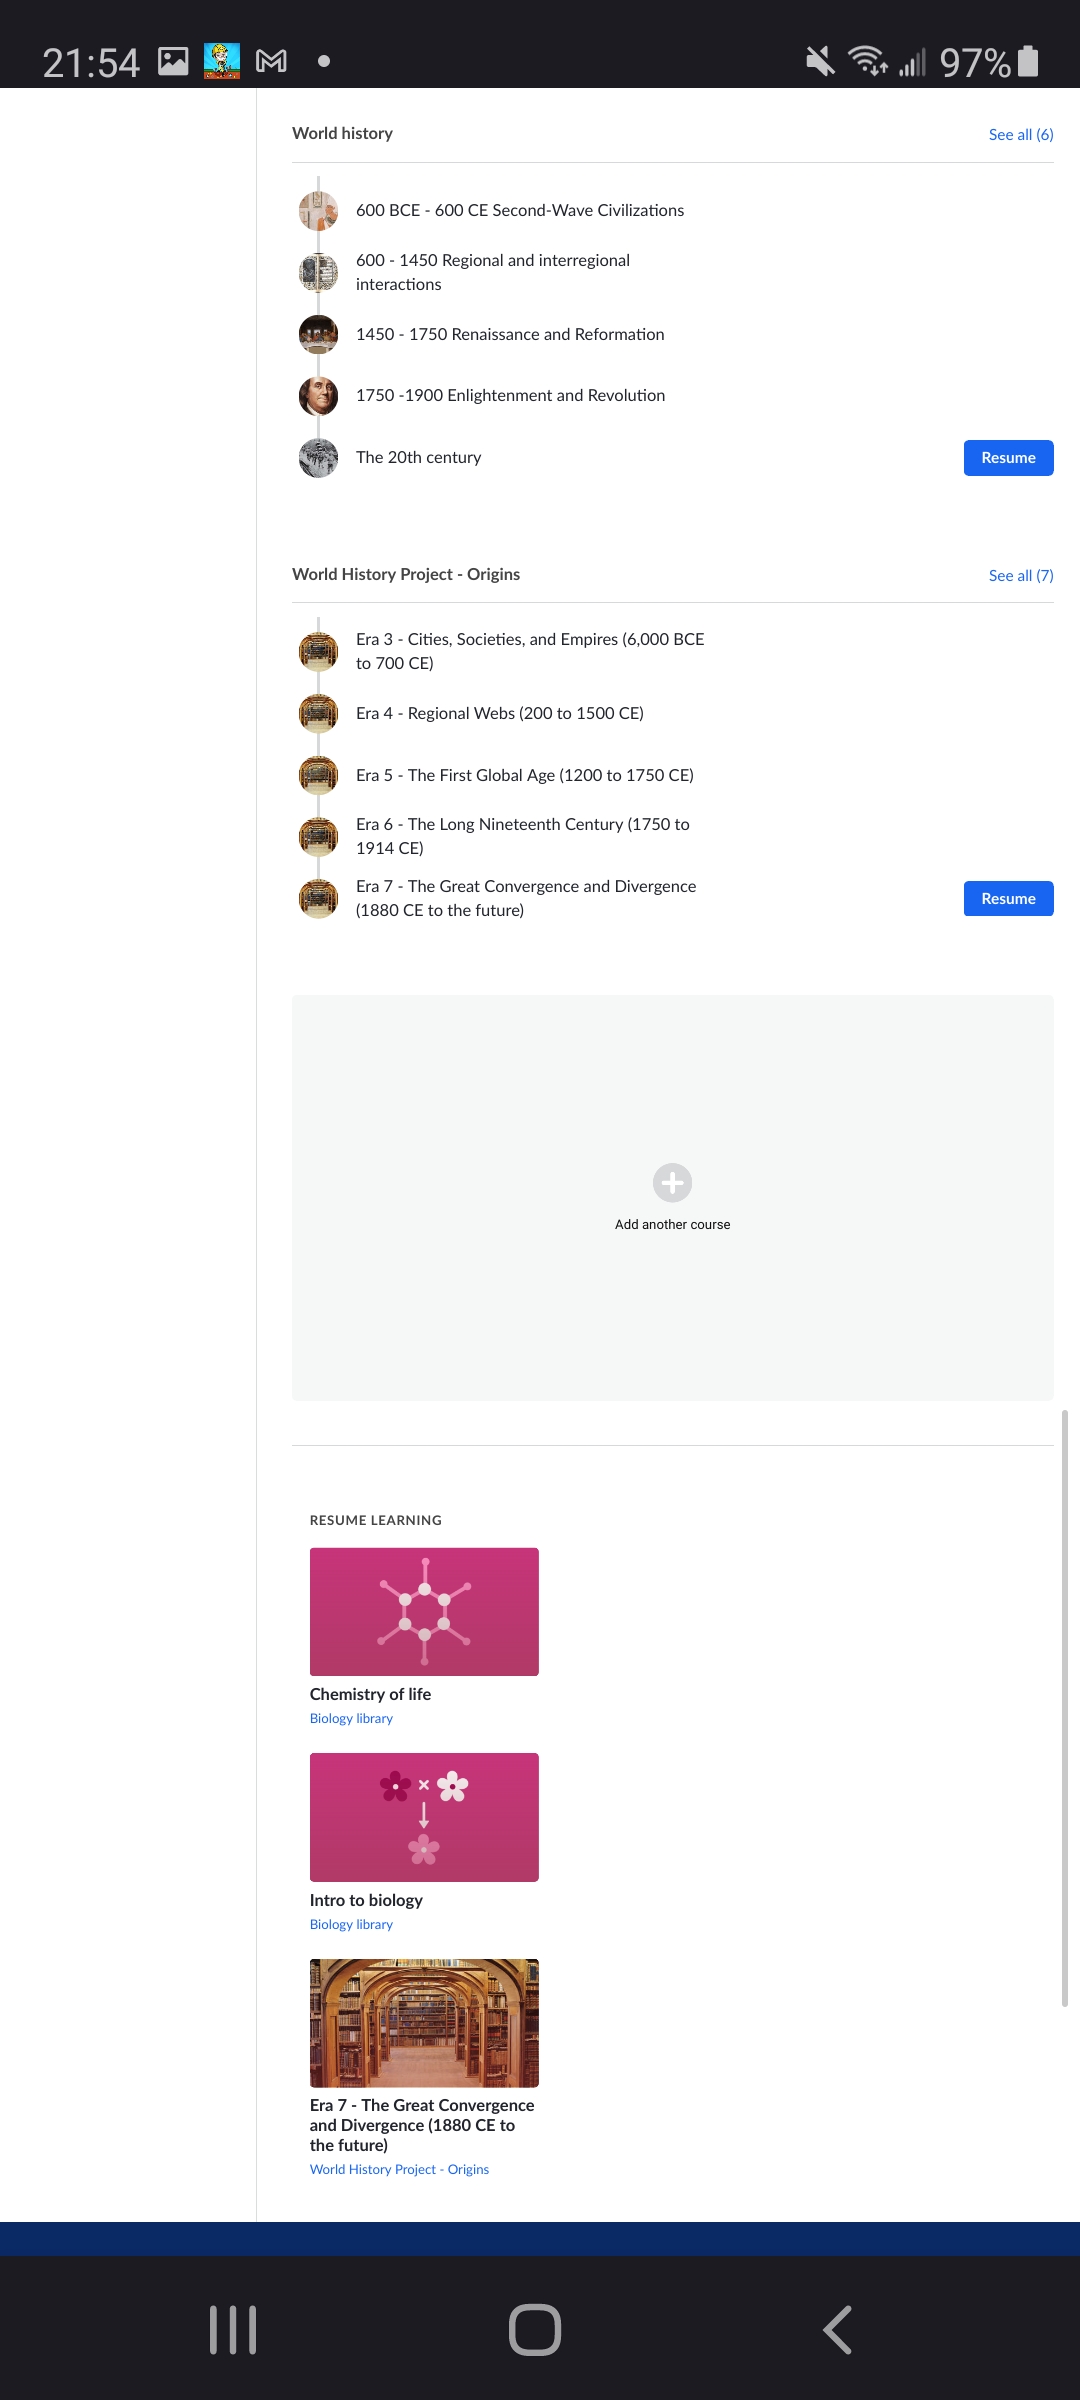 21:54
97%
World history
See all (6)
600 BCE - 600 CE Second-Wave Civilizations
600 - 1450 Regional and interregional
interactions
1450 - 1750 Renaissance and Reformation
1750 -1900 Enlightenment and Revolution
The 20th century
Resume
World History Project - Origins
See all (7)
Era 3 - Cities, Societies, and Empires (6,000 BCE
to 700 CE)
Era 4 - Regional Webs (200 to 1500 CE)
Era 5 - The First Global Age (1200 to 1750 CE)
Era 6 - The Long Nineteenth Century (1750 to
1914 CE)
Era 7 - The Great Convergence and Divergence
(1880 CE to the future)
Resume
Add another course
RESUME LEARNING
Chemistry of life
Biology library
Intro to biology
Biology library
Era 7 - The Great Convergence
and Divergence (1880 CE to
the future)
World History Project - Origins